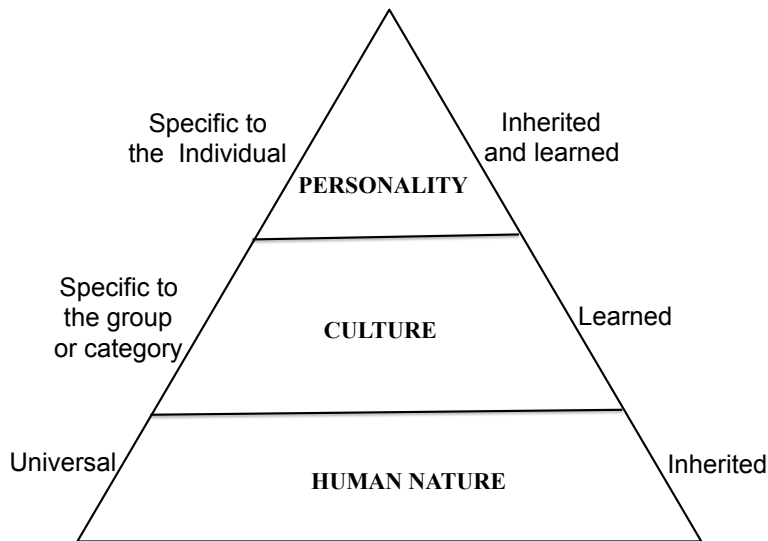 Specific to
the Individual
Inherited
and learned
PERSONALITY
Specific to
the group
or category
CULTURE
Learned
Universal
HUMAN NATURE
Inherited